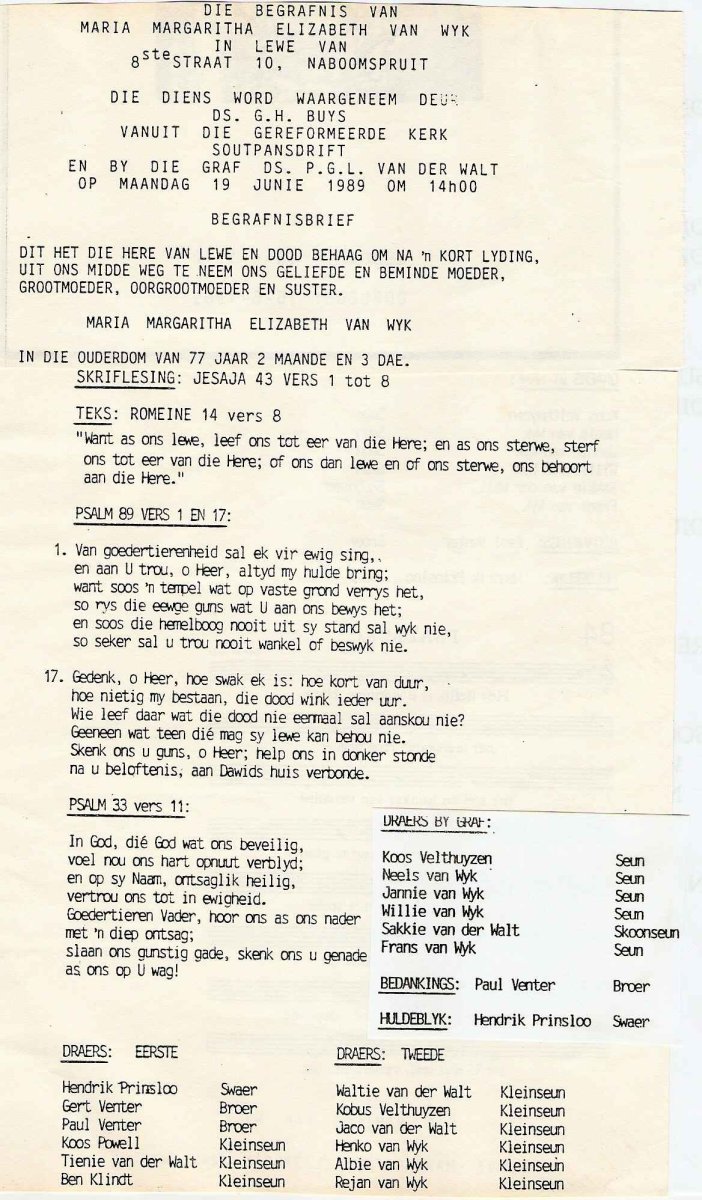 DIE BEGRAFNIS VAN
MARIA MARGARITHA ELIZABETH VAN WYK
IN LEWE VAN
8ste STRAAT 10, NABOOMSPRUIT
DIE DIENS WORD WAARGENEEM DEUR
DS. G.H. BUYS
VANUIT DIE GEREFORMEERDE KERK
SOUTPANSDRIFT
EN BY DIE GRAF DS. P.G.L. VAN DER WALT
OP MAANDAG 19 JUNIE 1989 OM 14h00
BEGRAFNISBRIEF
DIT HET DIE HERE VAN LEWE EN DOOD BEHAAG OM NA 'n KORT LYDING,
UIT ONS MIDDE WEG TE NEEM ONS GELIEFDE EN BEMINDE MOEDER,
GROOTMOEDER, OORGROOTMOEDER EN SUSTER.
MARIA MARGARITHA ELIZABETH VAN WYK
IN DIE OUDERDOM VAN 77 JAAR 2 MAANDE EN 3 DAE.
SKRIFLESING: JESAJA 43 VERS 1 tot 8
TEKS: ROMEINE 14 vers 8
"Want as ons lewe, leef ons tot eer van die Here; en as ons sterwe, sterf
ons tot eer van die Here; of ons dan lewe en of ons sterwe, ons behoort
aan die Here."
PSALM 89 VERS 1 EN 17:
1. Van goedertierenheid sal ek vir ewig sing,
en aan U trou, o Heer, altyd my hulde bring;
want soos 'n tempel wat op vaste grond verrys het,
so rys die eewge guns wat U aan ons bewys het;
en soos die hemelboog nooit uit sy stand sal wyk nie,
so seker sal u trou nooit wankel of beswyk nie.
17. Gedenk, o Heer, hoe swak ek is: hoe kort van duur,
hoe nietig my bestaan, die dood wink ieder uur.
Wie leef daar wat die dood nie eenmaal sal aanskou nie?
Geeneen wat teen dié mag sy lewe kan behou nie.
Skenk ons u guns, o Heer; help ons in donker stonde
na u beloftenis, aan Dawids huis verbonde.
PSALM 33 vers 11:
In God, dié God wat ons beveilig,
voel nou ons hart opnuut verblyd;
en op sy Naam, ontsaglik heilig,
vertrou ons tot in ewigheid.
Goedertieren Vader, hoor ons as ons nader
met 'n diep ontsag;
slaan ons gunstig gade, skenk ons u genade
as ons op U wag!
DRAERS BY GRAF:
Koos Velthuyzen Seun
Neels van Wyk Seun
Jannie van Wyk Seun
Willie van Wyk Seun
Sakkie van der Walt Skoonseun
Frans van Wyk Seun
BEDANKINGS: Paul Venter Broer
HULDEBLYK: Hendrik Prinsloo Swaer
DRAERS: EERSTE
Hendrik Prinsloo Swaer
Gert Venter Broer
Paul Venter Broer
Koos Powell Kleinseun
Tienie van der Walt Kleinseun
Ben Klindt Kleinseun
DRAERS: TWEEDE
Waltie van der Walt Kleinseun
Kobus Velthuyzen Kleinseun
Jaco van der Walt Kleinseun
Henko van Wyk Kleinseun
Albie van Wyk Kleinseun
Rejan van Wyk Kleinseun